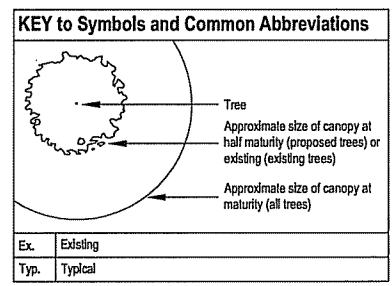 KEY to Symbols and Common Abbreviations
Tree
Approximate size of canopy at
half maturity (proposed trees) or
existing (existing trees)
Approximate size of canopy at
maturity (all trees)
Ex. Existing
Typ. Typical